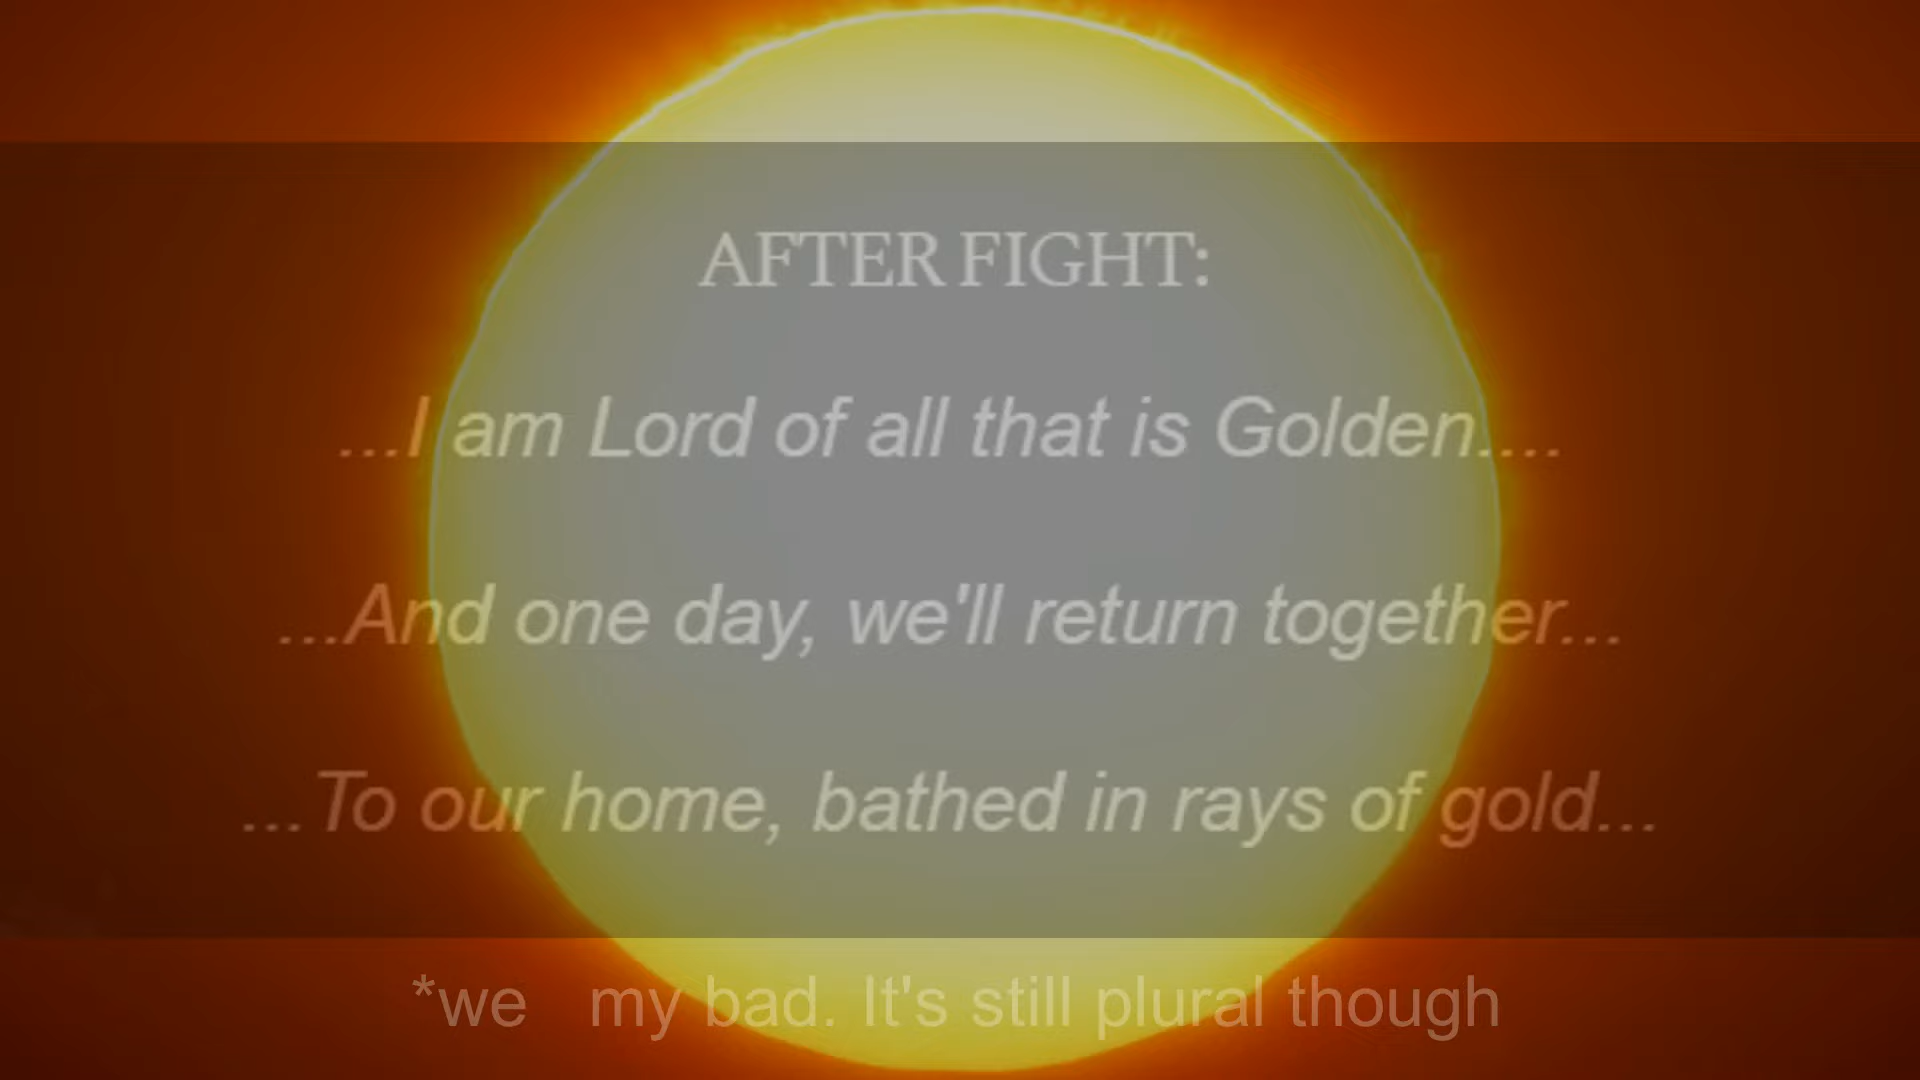 AFTER FIGHT:
...I am Lord of all that is Golden....
...And one day, we'll return together...
...To our home, bathed in rays of gold...
*we my bad. It's still plural though